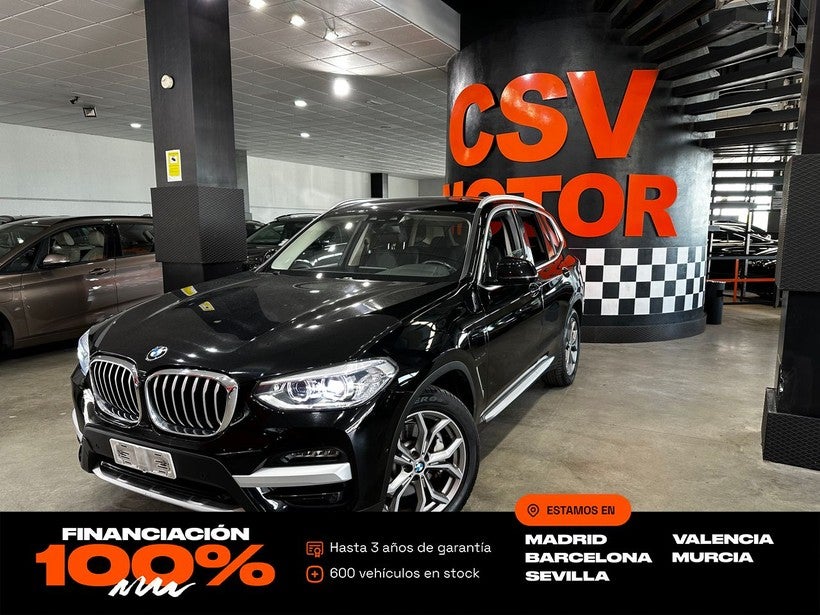 CSV
MOTOR
FINANCIACIÓN
100%
Hasta 3 años de garantía
600 vehículos en stock
ESTAMOS EN
MADRID
BARCELONA
SEVILLA
VALENCIA
MURCIA